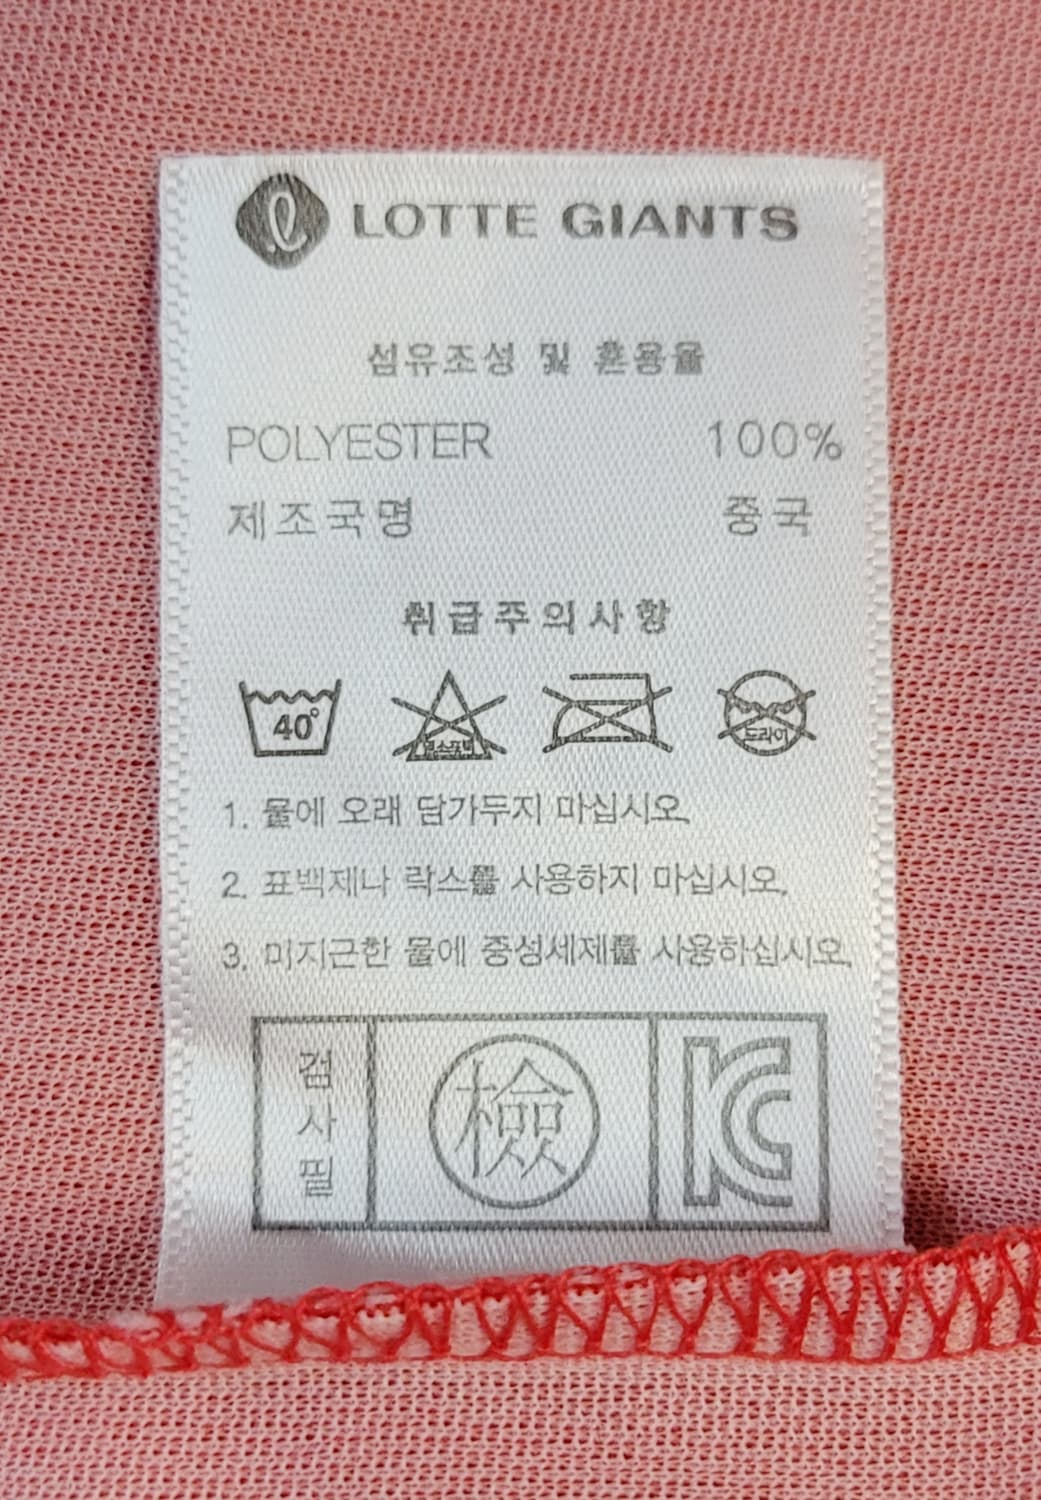 LOTTE GIANTS
섬유조성 및 혼용율
POLYESTER 100%
제조국명 중국
취급주의사항
40°
염소표백
드라이
1. 물에 오래 담가두지 마십시오.
2. 표백제나 락스를 사용하지 마십시오.
3. 미지근한 물에 중성세제를 사용하십시오.
검사필 檢 KC